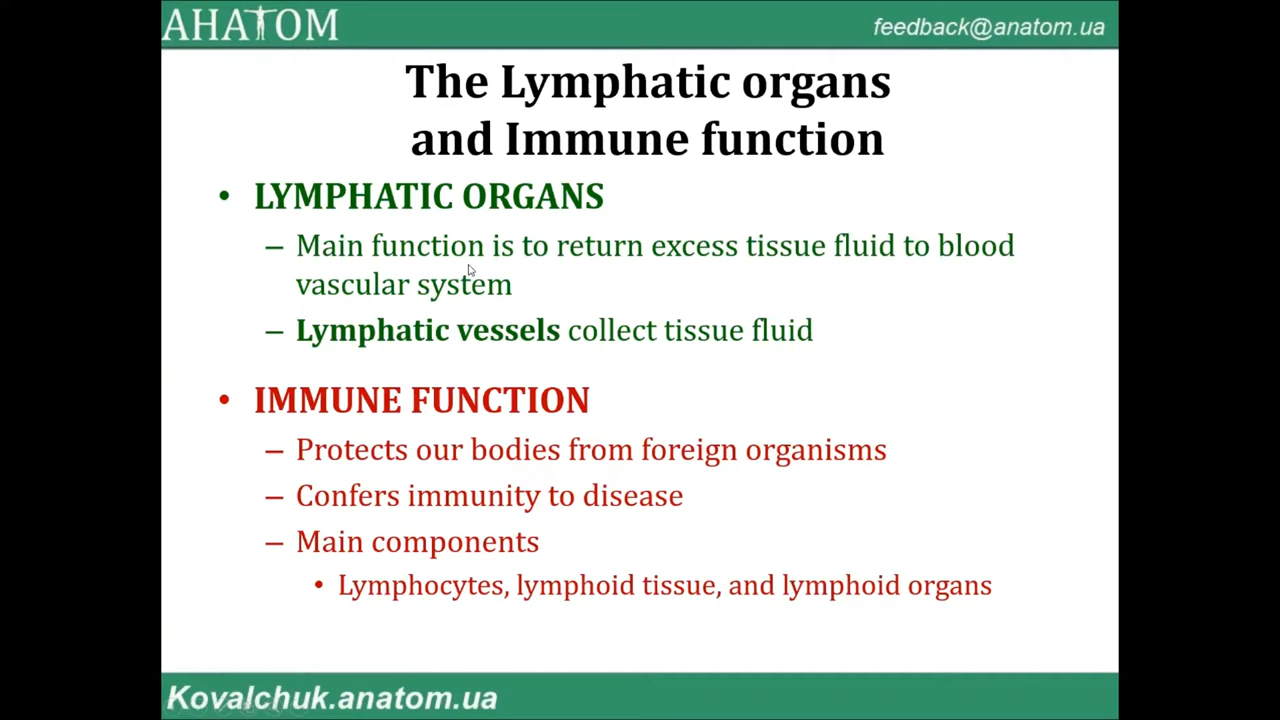 АНАТОМ
feedback@anatom.ua
The Lymphatic organs
and Immune function
• LYMPHATIC ORGANS
– Main function is to return excess tissue fluid to blood
vascular system
– Lymphatic vessels collect tissue fluid
• IMMUNE FUNCTION
– Protects our bodies from foreign organisms
– Confers immunity to disease
– Main components
• Lymphocytes, lymphoid tissue, and lymphoid organs
Kovalchuk.anatom.ua